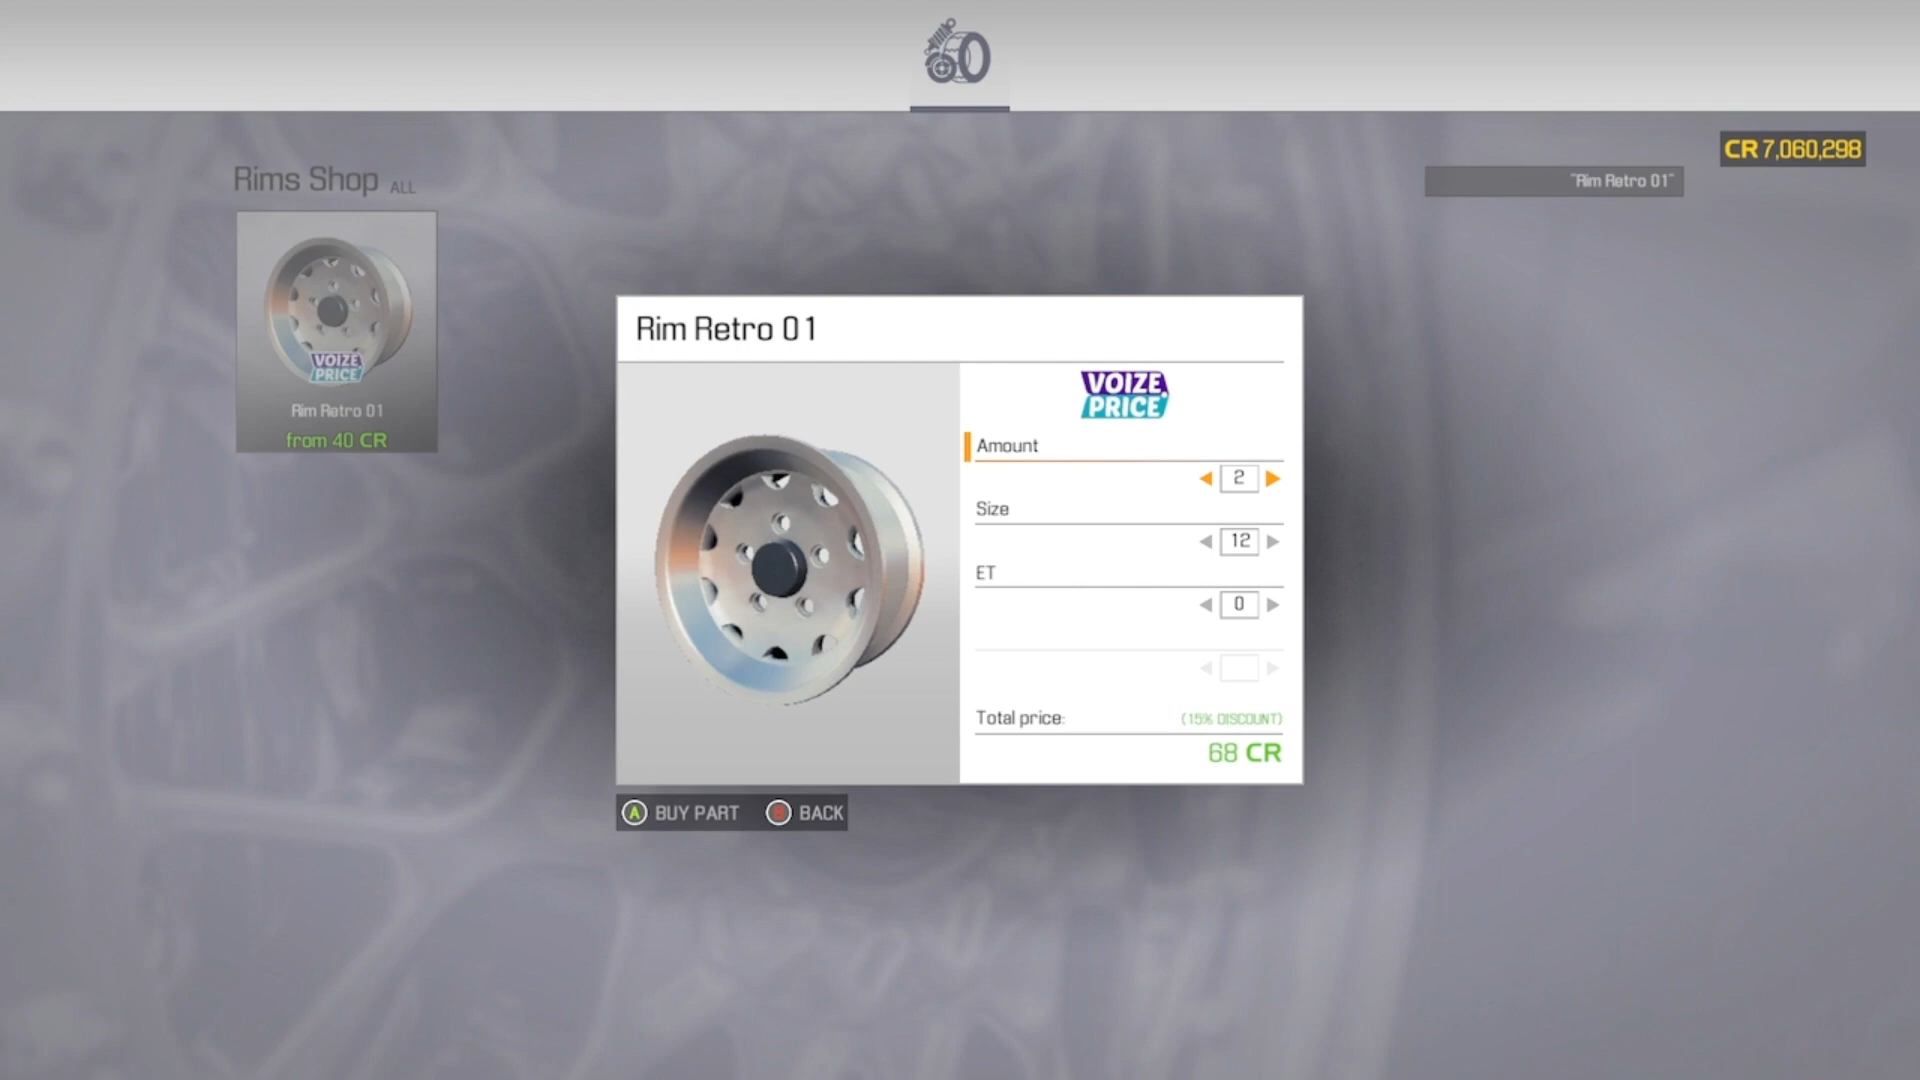 CR 7,060,298
Rims Shop ALL
"Rim Retro 01"
VOIZE
PRICE
Rim Retro 01
from 40 CR
Rim Retro 01
VOIZE
PRICE
Amount
2
Size
12
ET
0
Total price: (15% DISCOUNT)
68 CR
A BUY PART B BACK